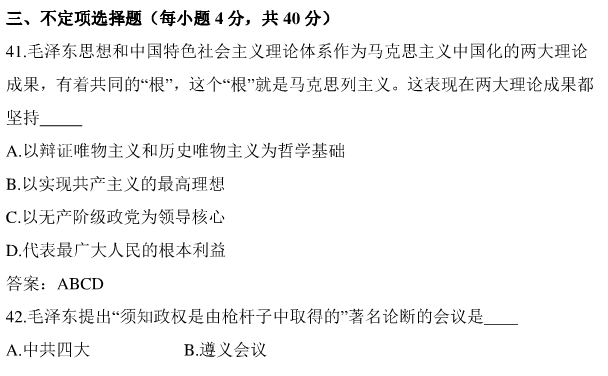 三、不定项选择题（每小题 4 分，共 40 分）
41.毛泽东思想和中国特色社会主义理论体系作为马克思主义中国化的两大理论
成果，有着共同的“根”，这个“根”就是马克思列主义。这表现在两大理论成果都
坚持_____
A.以辩证唯物主义和历史唯物主义为哲学基础
B.以实现共产主义的最高理想
C.以无产阶级政党为领导核心
D.代表最广大人民的根本利益
答案：ABCD
42.毛泽东提出“须知政权是由枪杆子中取得的”著名论断的会议是____
A.中共四大 B.遵义会议